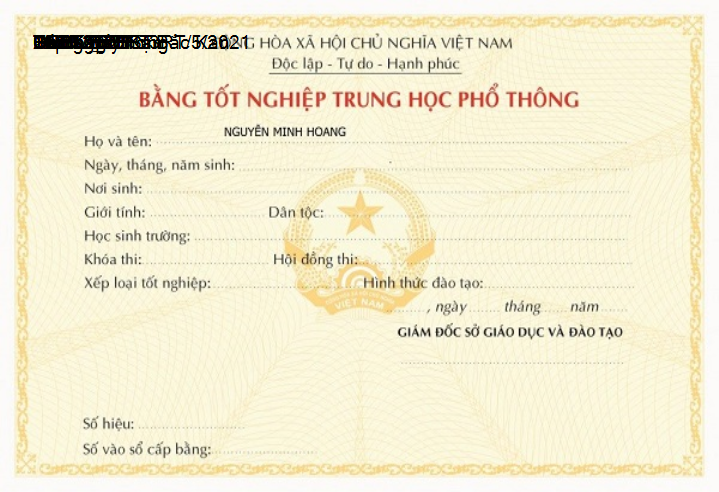 HÒA XÃ HỘI CHỦ NGHĨA VIỆT NAM
Độc lập - Tự do - Hạnh phúc
BẰNG TỐT NGHIỆP TRUNG HỌC PHỔ THÔNG
Họ và tên: NGUYỄN MINH HOANG
Ngày, tháng, năm sinh:
Nơi sinh:
Giới tính: Dân tộc:
Học sinh trường:
Khóa thi: Hội đồng thi:
Xếp loại tốt nghiệp: Hình thức đào tạo:
VIỆT NAM
, ngày tháng năm
GIÁM ĐỐC SỞ GIÁO DỤC VÀ ĐÀO TẠO
Số hiệu:
Số vào sổ cấp bằng: